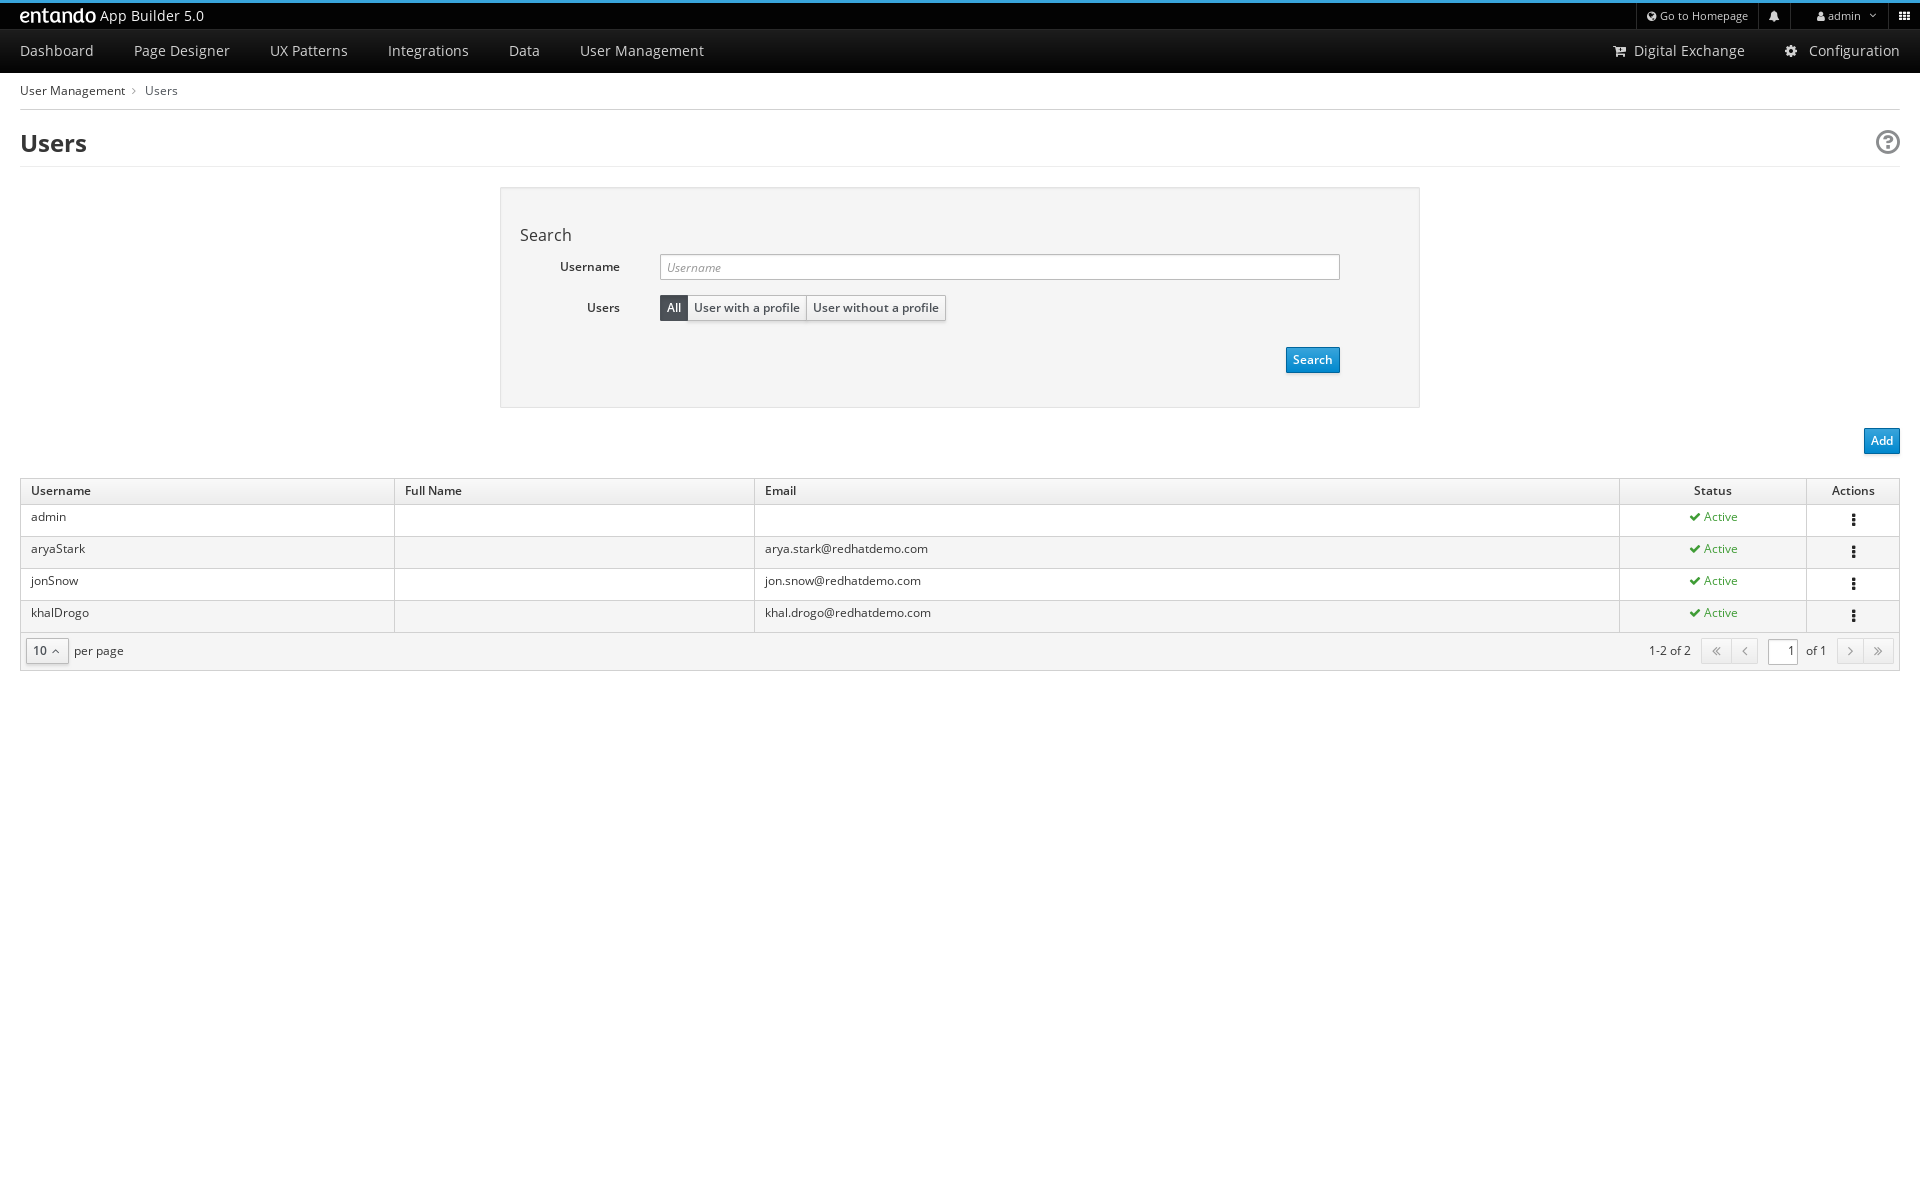 entando App Builder 5.0
Go to Homepage
admin
Dashboard Page Designer UX Patterns Integrations Data User Management Digital Exchange Configuration
User Management Users
Users
Search
Username Username
Users All User with a profile User without a profile
Search
Add
Username Full Name Email Status Actions
admin Active
aryaStark arya.stark@redhatdemo.com Active
jonSnow jon.snow@redhatdemo.com Active
khalDrogo khal.drogo@redhatdemo.com Active
10 per page 1-2 of 2 1 of 1